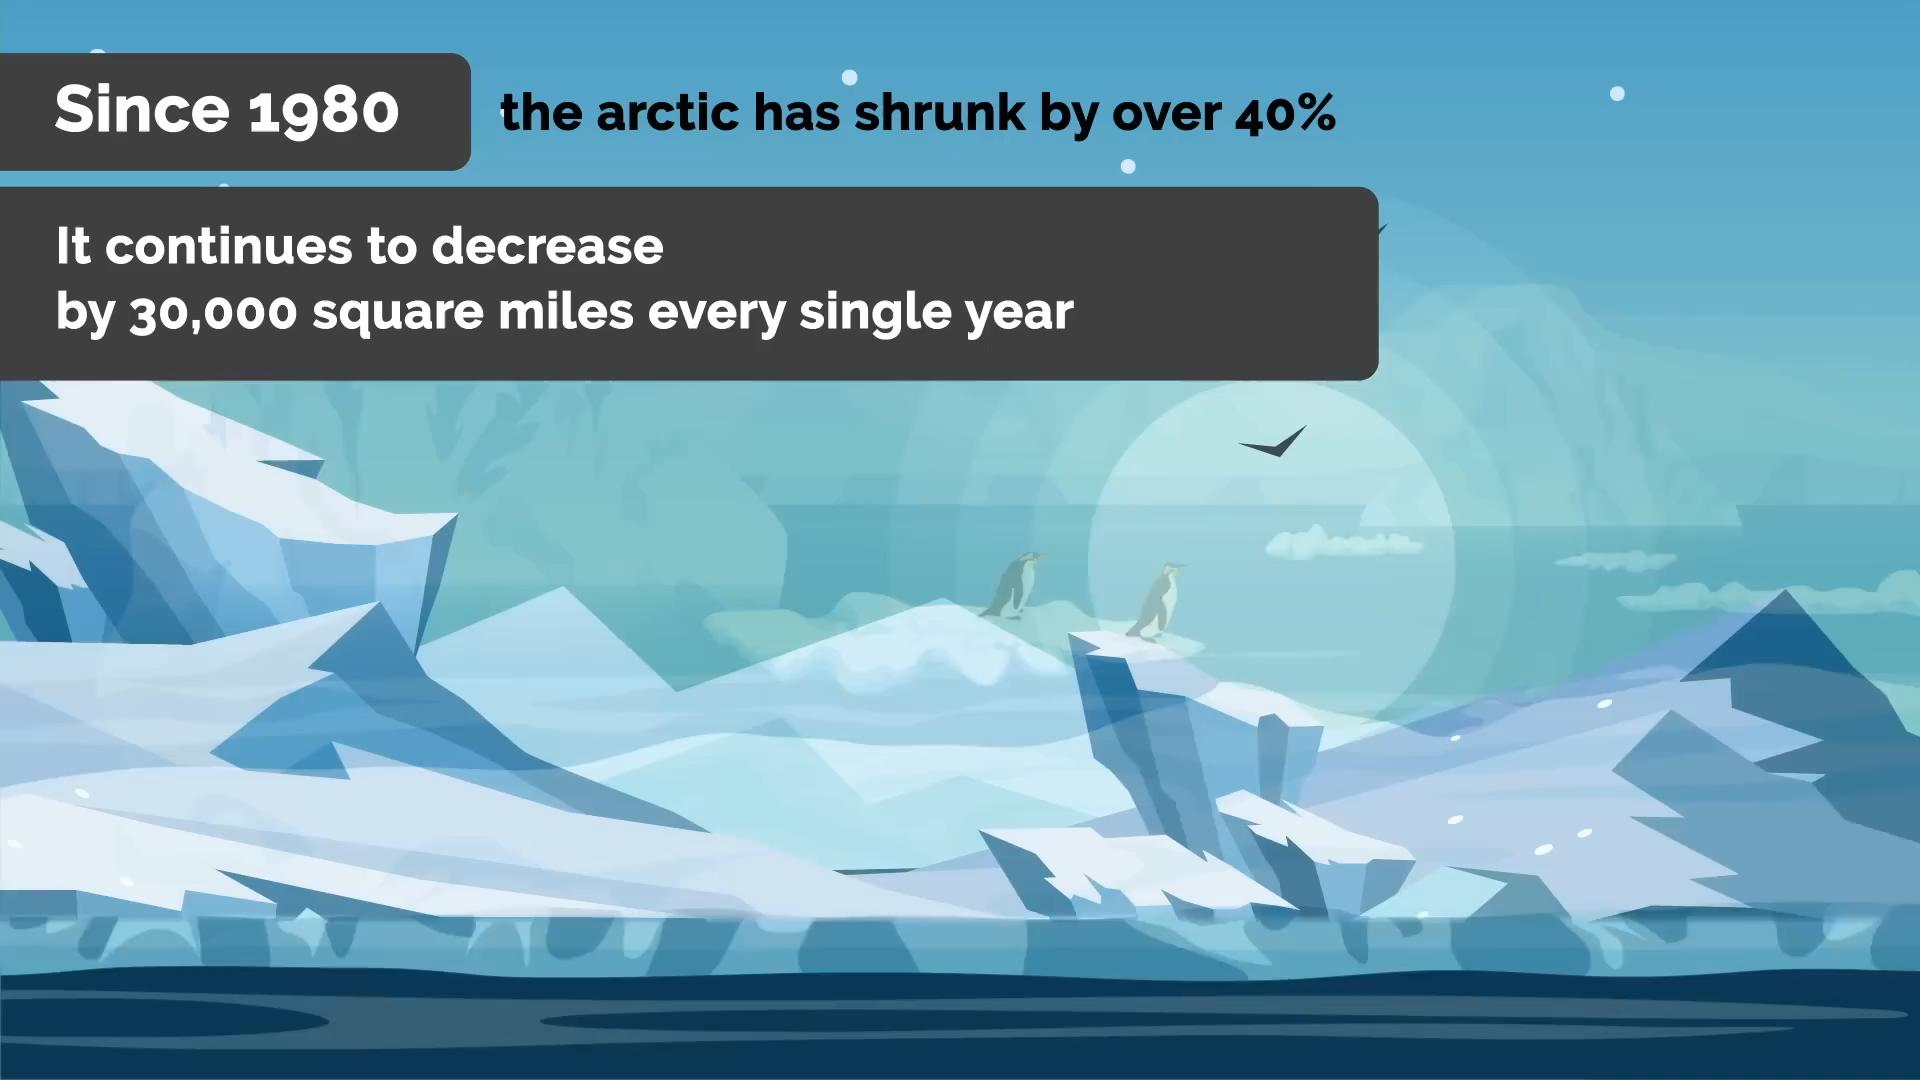 Since 1980
the arctic has shrunk by over 40%
It continues to decrease
by 30,000 square miles every single year